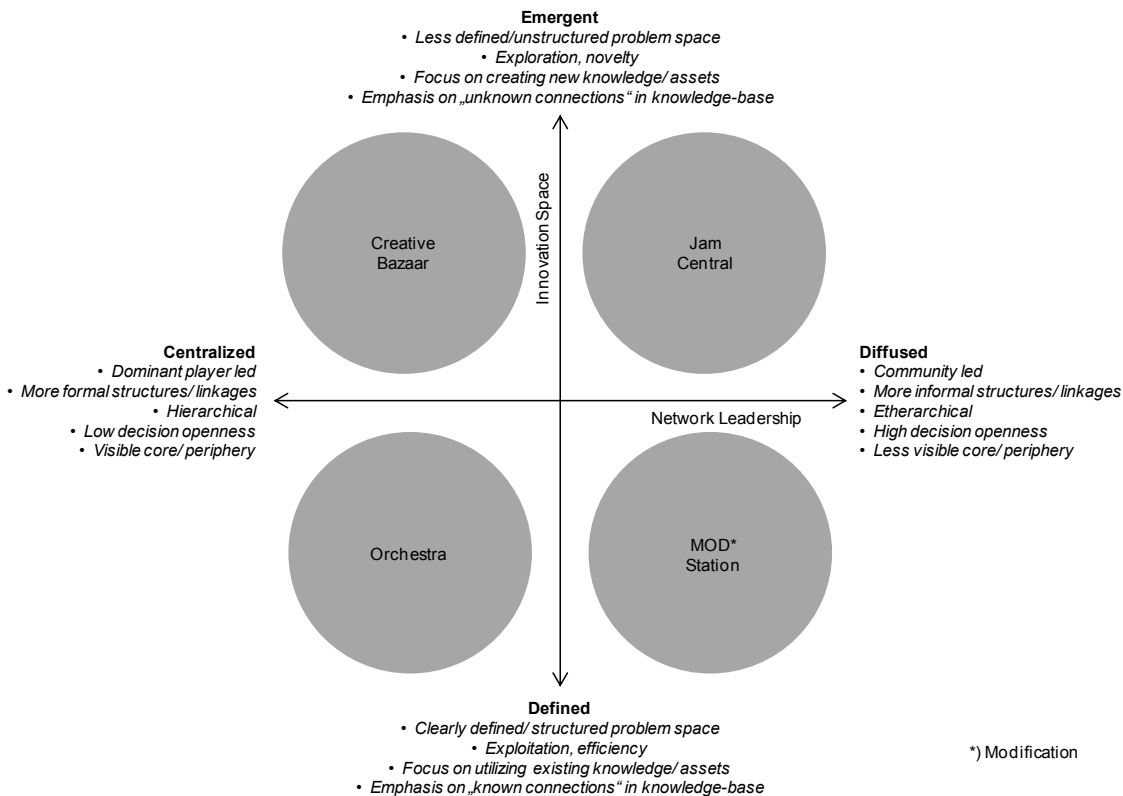 Emergent
• Less defined/unstructured problem space
• Exploration, novelty
• Focus on creating new knowledge/ assets
• Emphasis on „unknown connections“ in knowledge-base
Innovation Space
Creative
Bazaar
Jam
Central
Centralized
• Dominant player led
• More formal structures/ linkages
• Hierarchical
• Low decision openness
• Visible core/ periphery
Diffused
• Community led
• More informal structures/ linkages
• Etherarchical
• High decision openness
• Less visible core/ periphery
Network Leadership
Orchestra
MOD*
Station
Defined
• Clearly defined/ structured problem space
• Exploitation, efficiency
• Focus on utilizing existing knowledge/ assets
• Emphasis on „known connections“ in knowledge-base
*) Modification